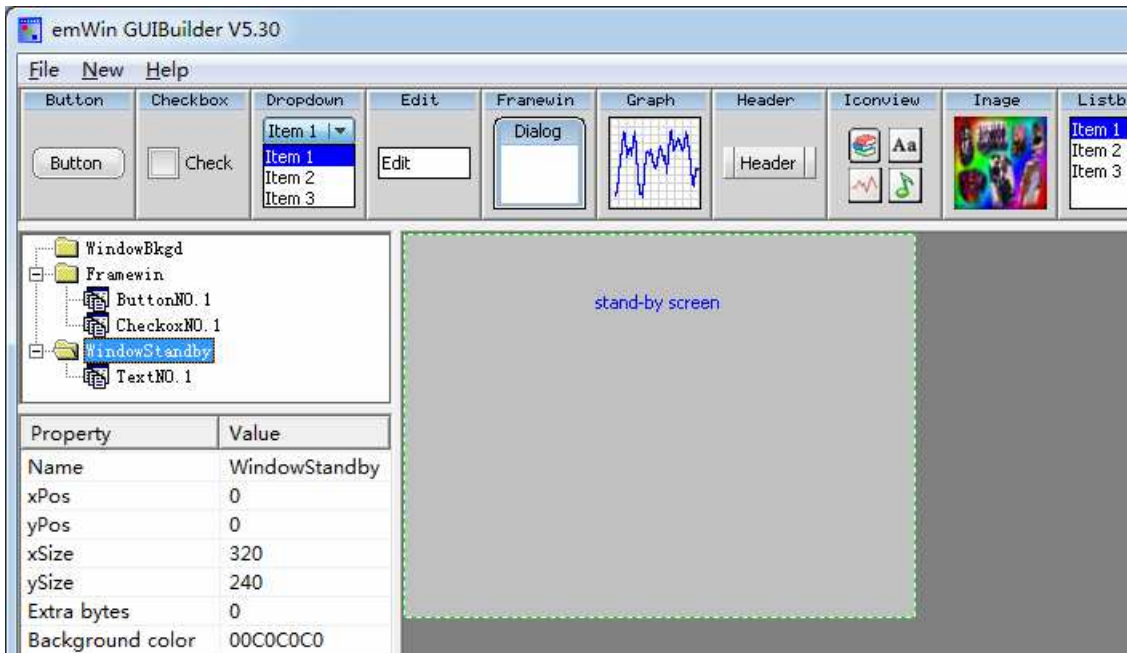 emWin GUIBuilder V5.30
File New Help
Button Checkbox Dropdown Edit Framewin Graph Header Iconview Image Listb
Button
Check
Item 1
Item 1
Item 2
Item 3
Edit
Dialog
Header
Aa
Item 1
Item 2
Item 3
WindowBkgd
Framewin
ButtonNO.1
CheckoxNO.1
WindowStandby
TextNO.1
stand-by screen
Property Value
Name WindowStandby
xPos 0
yPos 0
xSize 320
ySize 240
Extra bytes 0
Background color 00C0C0C0